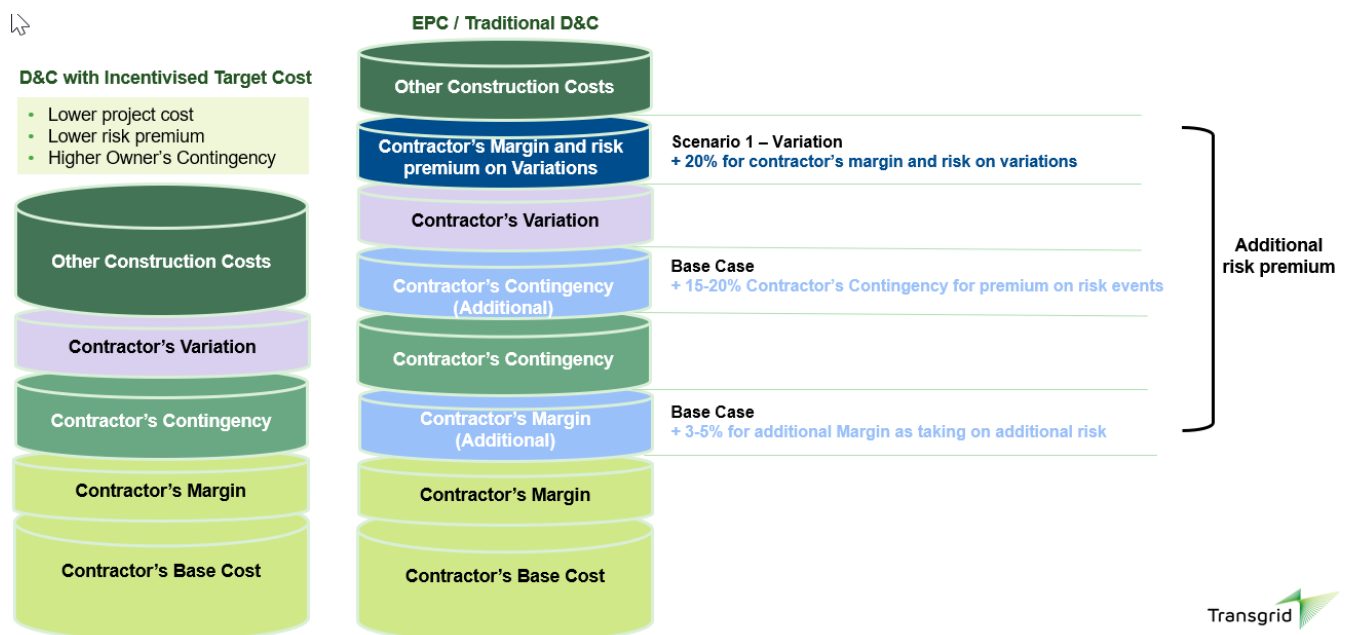 D&C with Incentivised Target Cost
• Lower project cost
• Lower risk premium
• Higher Owner's Contingency
Other Construction Costs
Contractor's Variation
Contractor's Contingency
Contractor's Margin
Contractor's Base Cost
EPC / Traditional D&C
Other Construction Costs
Contractor's Margin and risk
premium on Variations
Contractor's Variation
Contractor's Contingency
(Additional)
Contractor's Contingency
Contractor's Margin
(Additional)
Contractor's Margin
Contractor's Base Cost
Scenario 1 – Variation
+ 20% for contractor's margin and risk on variations
Base Case
+ 15-20% Contractor's Contingency for premium on risk events
Base Case
+ 3-5% for additional Margin as taking on additional risk
Additional
risk premium
Transgrid